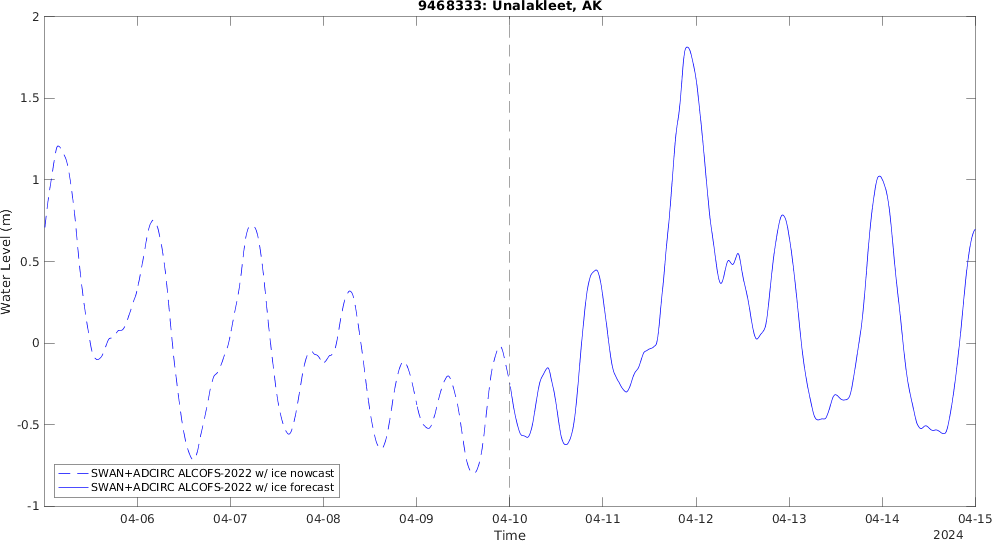 9468333: Unalakleet, AK
2
1.5
1
0.5
0
-0.5
-1
Water Level (m)
SWAN+ADCIRC ALCOFS-2022 w/ ice nowcast
SWAN+ADCIRC ALCOFS-2022 w/ ice forecast
04-06 04-07 04-08 04-09 04-10 04-11 04-12 04-13 04-14 04-15
Time
2024